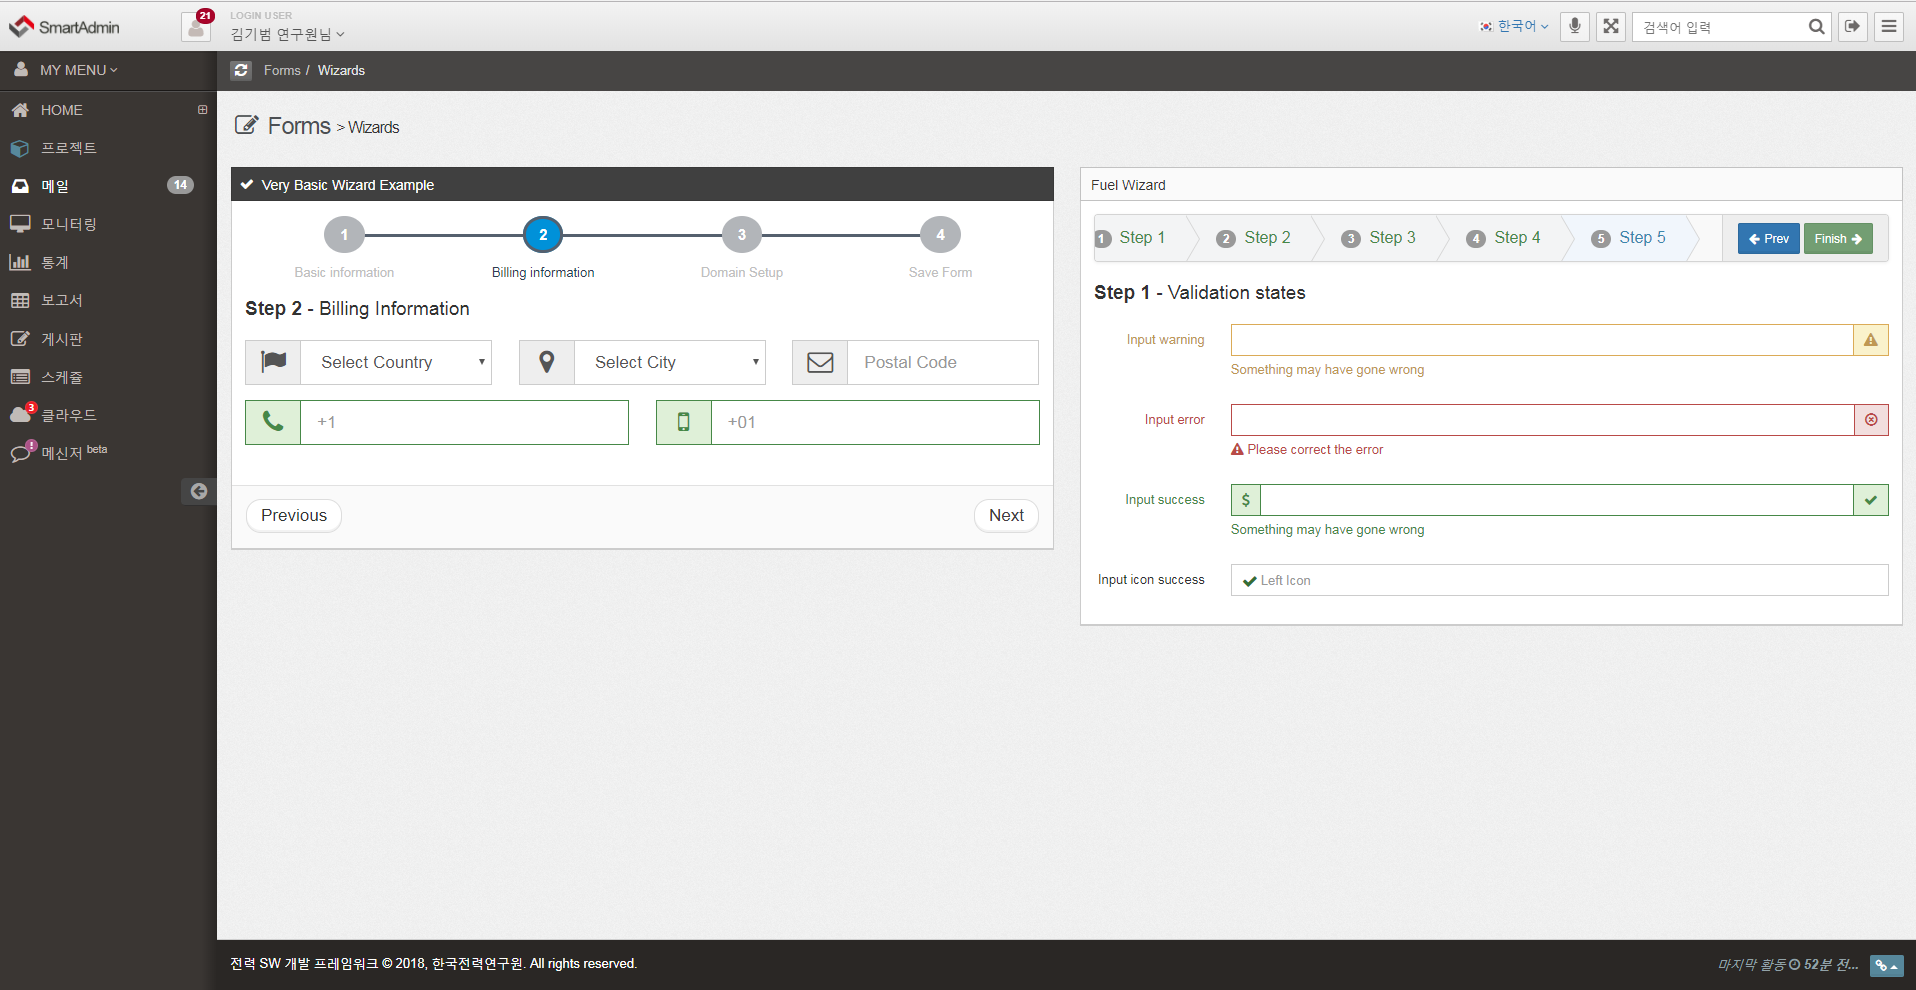 SmartAdmin
21
LOGIN USER
김기범 연구원님
한국어
검색어 입력
MY MENU
Forms / Wizards
HOME
프로젝트
메일 14
모니터링
통계
보고서
게시판
스케쥴
3 클라우드
! 메신저 beta
Forms > Wizards
Very Basic Wizard Example
1 2 3 4
Basic information Billing information Domain Setup Save Form
Step 2 - Billing Information
Select Country Select City Postal Code
+1 +01
Previous Next
Fuel Wizard
1 Step 1 2 Step 2 3 Step 3 4 Step 4 5 Step 5 Prev Finish
Step 1 - Validation states
Input warning
Something may have gone wrong
Input error
Please correct the error
Input success $
Something may have gone wrong
Input icon success Left Icon
전력 SW 개발 프레임워크 © 2018, 한국전력연구원. All rights reserved.
마지막 활동 52분 전...